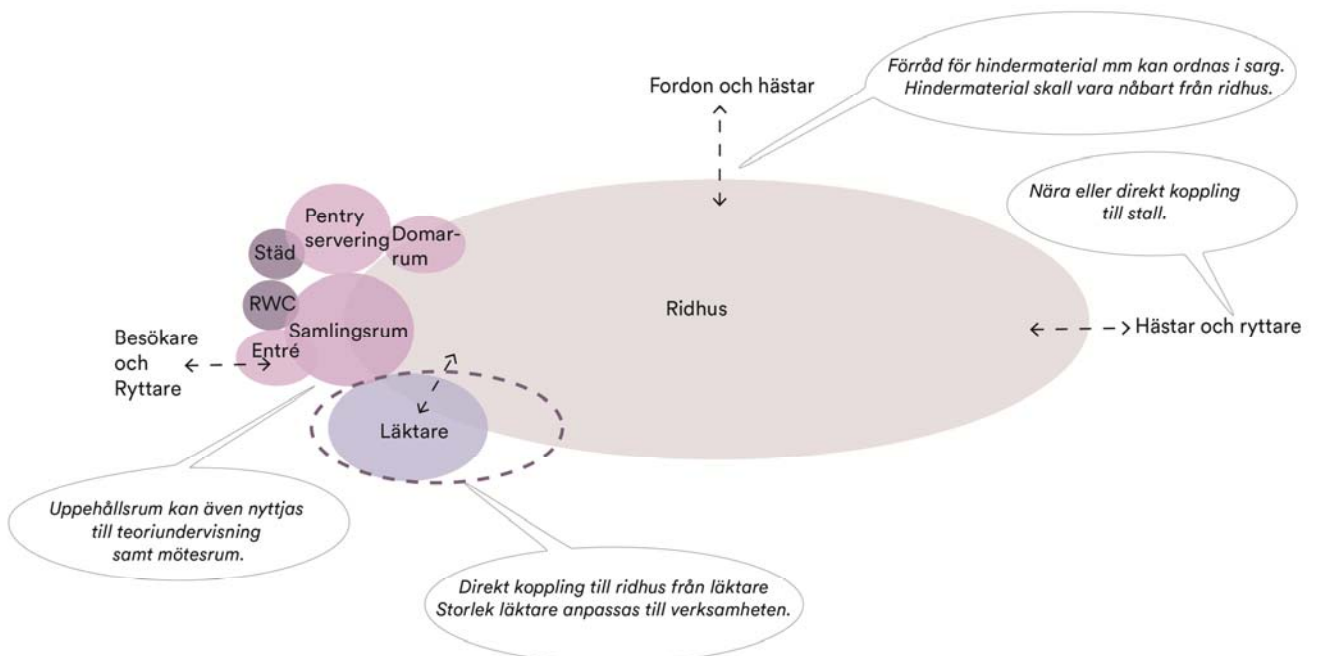 Förråd för hindermaterial mm kan ordnas i sarg.
Hindermaterial skall vara nåbart från ridhus.
Fordon och hästar
Nära eller direkt koppling
till stall.
Pentry
servering
Domar-
rum
Städ
RWC
Samlingsrum
Entré
Ridhus
Hästar och ryttare
Besökare
och
Ryttare
Läktare
Uppehållsrum kan även nyttjas
till teoriundervisning
samt mötesrum.
Direkt koppling till ridhus från läktare
Storlek läktare anpassas till verksamheten.